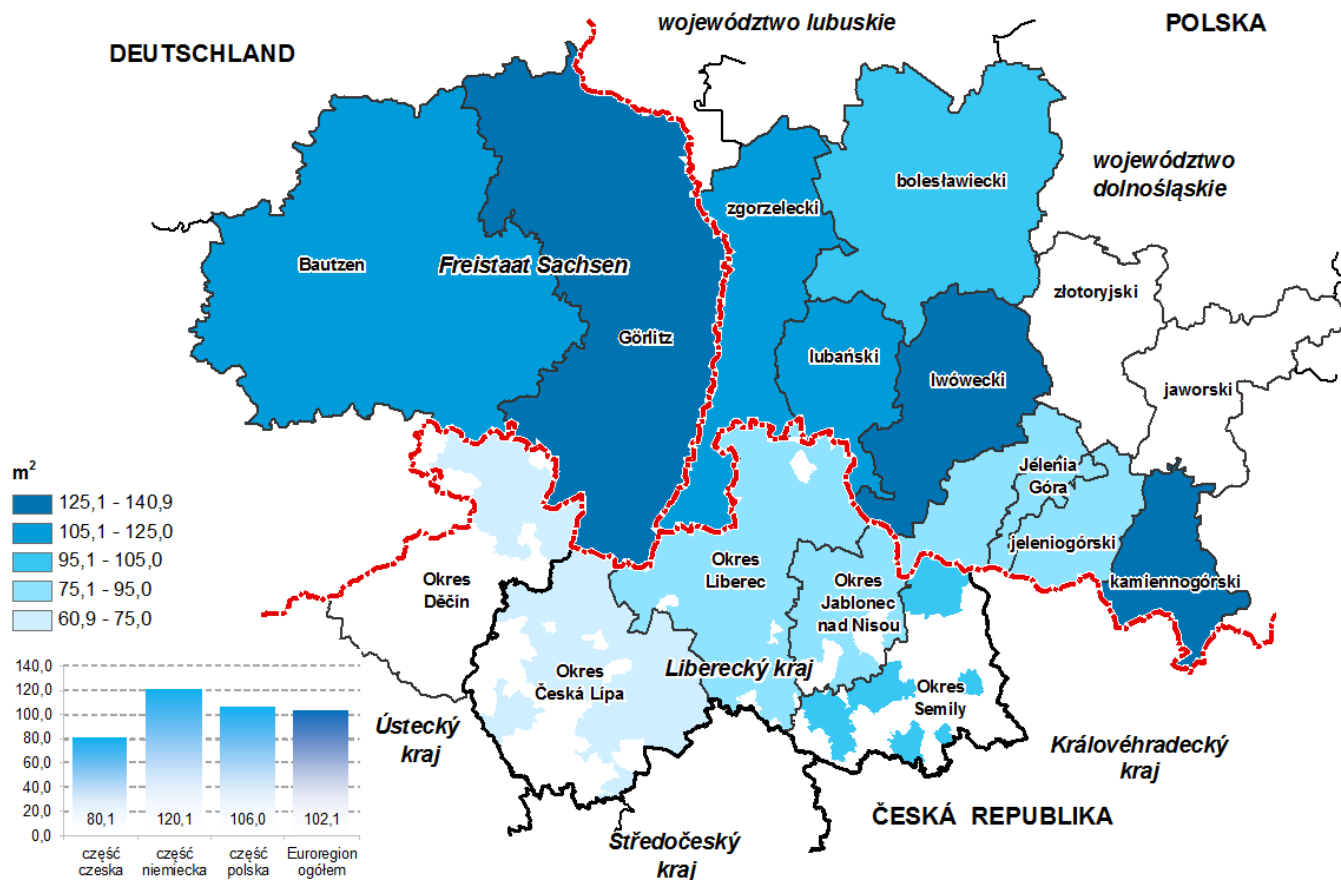 DEUTSCHLAND
województwo lubuskie
POLSKA
województwo
dolnośląskie
bolesławiecki
zgorzelecki
Bautzen
Freistaat Sachsen
złotoryjski
Görlitz
lubański
lwówecki
jaworski
Jelenia
Góra
jeleniogórski
kamiennogórski
m²
125,1 - 140,9
105,1 - 125,0
95,1 - 105,0
75,1 - 95,0
60,9 - 75,0
Okres
Děčín
Okres
Liberec
Okres
Jablonec
nad Nisou
Okres
Česká Lípa
Liberecký kraj
Okres
Semily
Ústecký
kraj
Královéhradecký
kraj
ČESKÁ REPUBLIKA
Středočeský
kraj
140,0
120,0
100,0
80,0
60,0
40,0
20,0
0,0
80,1
120,1
106,0
102,1
część
czeska
część
niemiecka
część
polska
Euroregion
ogółem